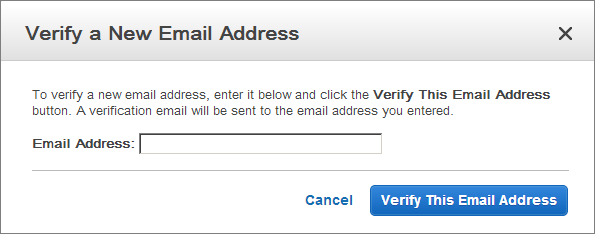 Verify a New Email Address
To verify a new email address, enter it below and click the Verify This Email Address
button. A verification email will be sent to the email address you entered.
Email Address:
Cancel Verify This Email Address